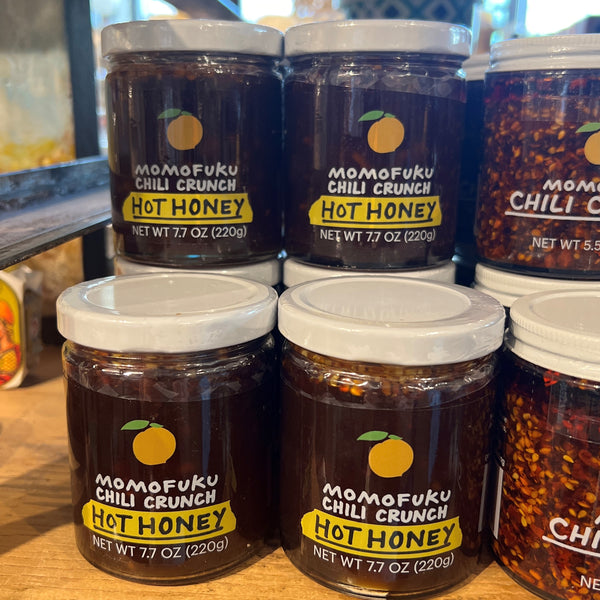 MOMOFUKU
CHILI CRUNCH
HOT HONEY
NET WT 7.7 OZ (220g)
MOMOFUKU
CHILI CRUNCH
HOT HONEY
NET WT 7.7 OZ (220g)
CHILI C
NET WT 5.5
MOMOFUKU
CHILI CRUNCH
HOT HONEY
NET WT 7.7 OZ (220g)
MOMOFUKU
CHILI CRUNCH
HOT HONEY
NET WT 7.7 OZ (220g)
CHI
NET W